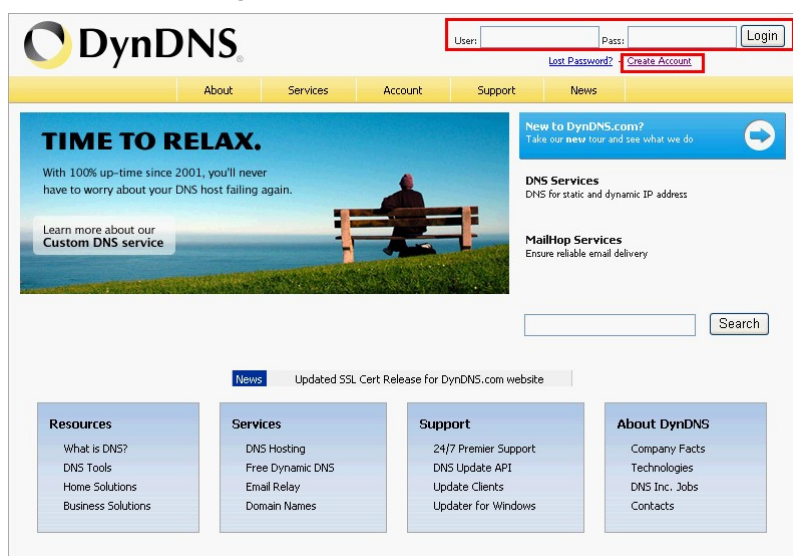 DynDNS®
User: Pass: Login
Lost Password? - Create Account
About Services Account Support News
TIME TO RELAX.
With 100% up-time since 2001, you'll never
have to worry about your DNS host failing again.
Learn more about our
Custom DNS service
New to DynDNS.com?
Take our new tour and see what we do
DNS Services
DNS for static and dynamic IP address
MailHop Services
Ensure reliable email delivery
Search
News Updated SSL Cert Release for DynDNS.com website
Resources
What is DNS?
DNS Tools
Home Solutions
Business Solutions
Services
DNS Hosting
Free Dynamic DNS
Email Relay
Domain Names
Support
24/7 Premier Support
DNS Update API
Update Clients
Updater for Windows
About DynDNS
Company Facts
Technologies
DNS Inc. Jobs
Contacts